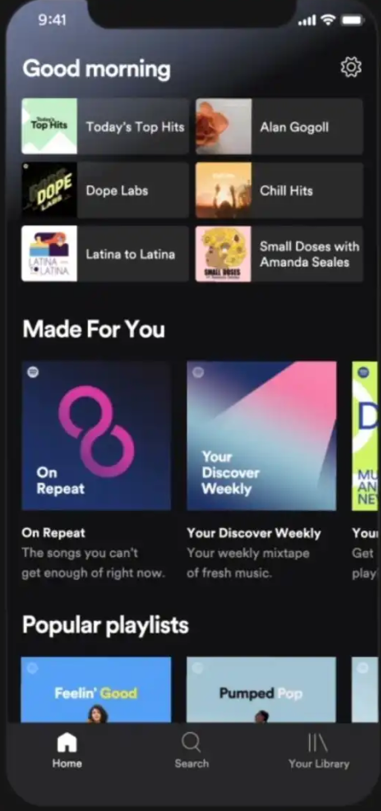 9:41
Good morning
Today's
Top Hits
Today's Top Hits
Alan Gogoll
DOPE
LABS
Dope Labs
Chill Hits
LATINA
TO LATINA
Latina to Latina
SMALL DOSES
Small Doses with
Amanda Seales
Made For You
On
Repeat
Your
Discover
Weekly
D
MU
AN
NE
On Repeat
The songs you can't
get enough of right now.
Your Discover Weekly
Your weekly mixtape
of fresh music.
You
Get
play
Popular playlists
Feelin' Good
Pumped Pop
Home
Search
Your Library